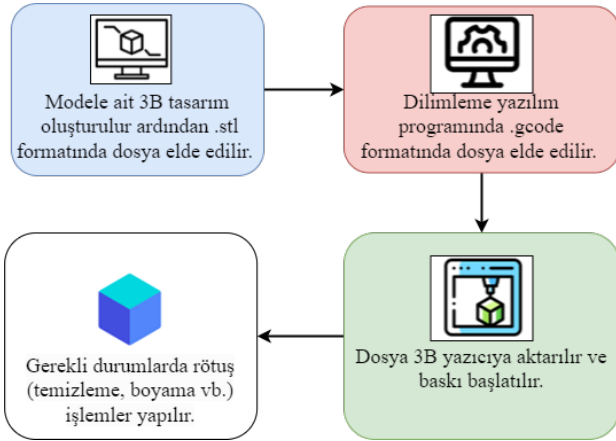 Modele ait 3B tasarım
oluşturulur ardından .stl
formatında dosya elde edilir.
Dilimleme yazılım
programında .gcode
formatında dosya elde edilir.
Dosya 3B yazıcıya aktarılır ve
baskı başlatılır.
Gerekli durumlarda rötuş
(temizleme, boyama vb.)
işlemler yapılır.